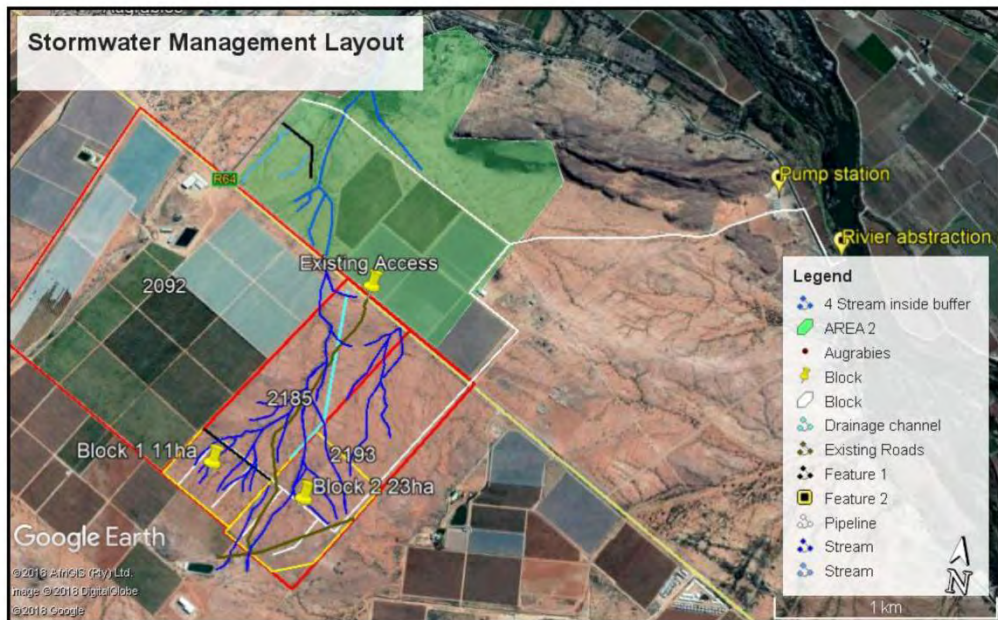 Stormwater Management Layout
R64
Pump station
Rivier abstraction
Existing Access
2092
2185
2193
Block 1 11ha
Block 2 23ha
Legend
4 Stream inside buffer
AREA 2
Augrabies
Block
Block
Drainage channel
Existing Roads
Feature 1
Feature 2
Pipeline
Stream
Stream
N
1 km
Google Earth
©2018 AfriGIS (Pty) Ltd.
Image © 2018 DigitalGlobe
©2018 Google